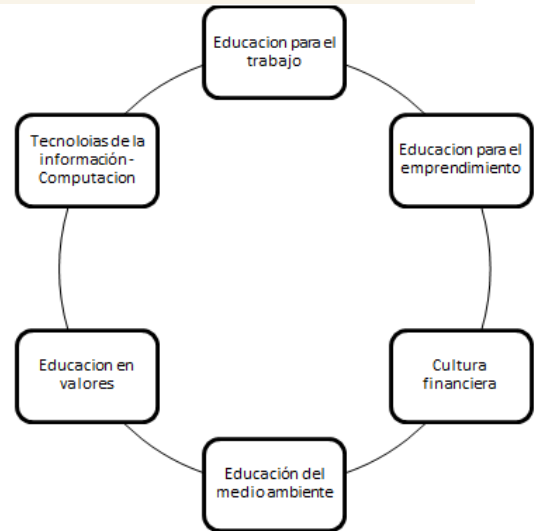 Educacion para el
trabajo
Educacion para el
emprendimiento
Cultura
financiera
Educación del
medio ambiente
Educacion en
valores
Tecnoloias de la
información -
Computacion